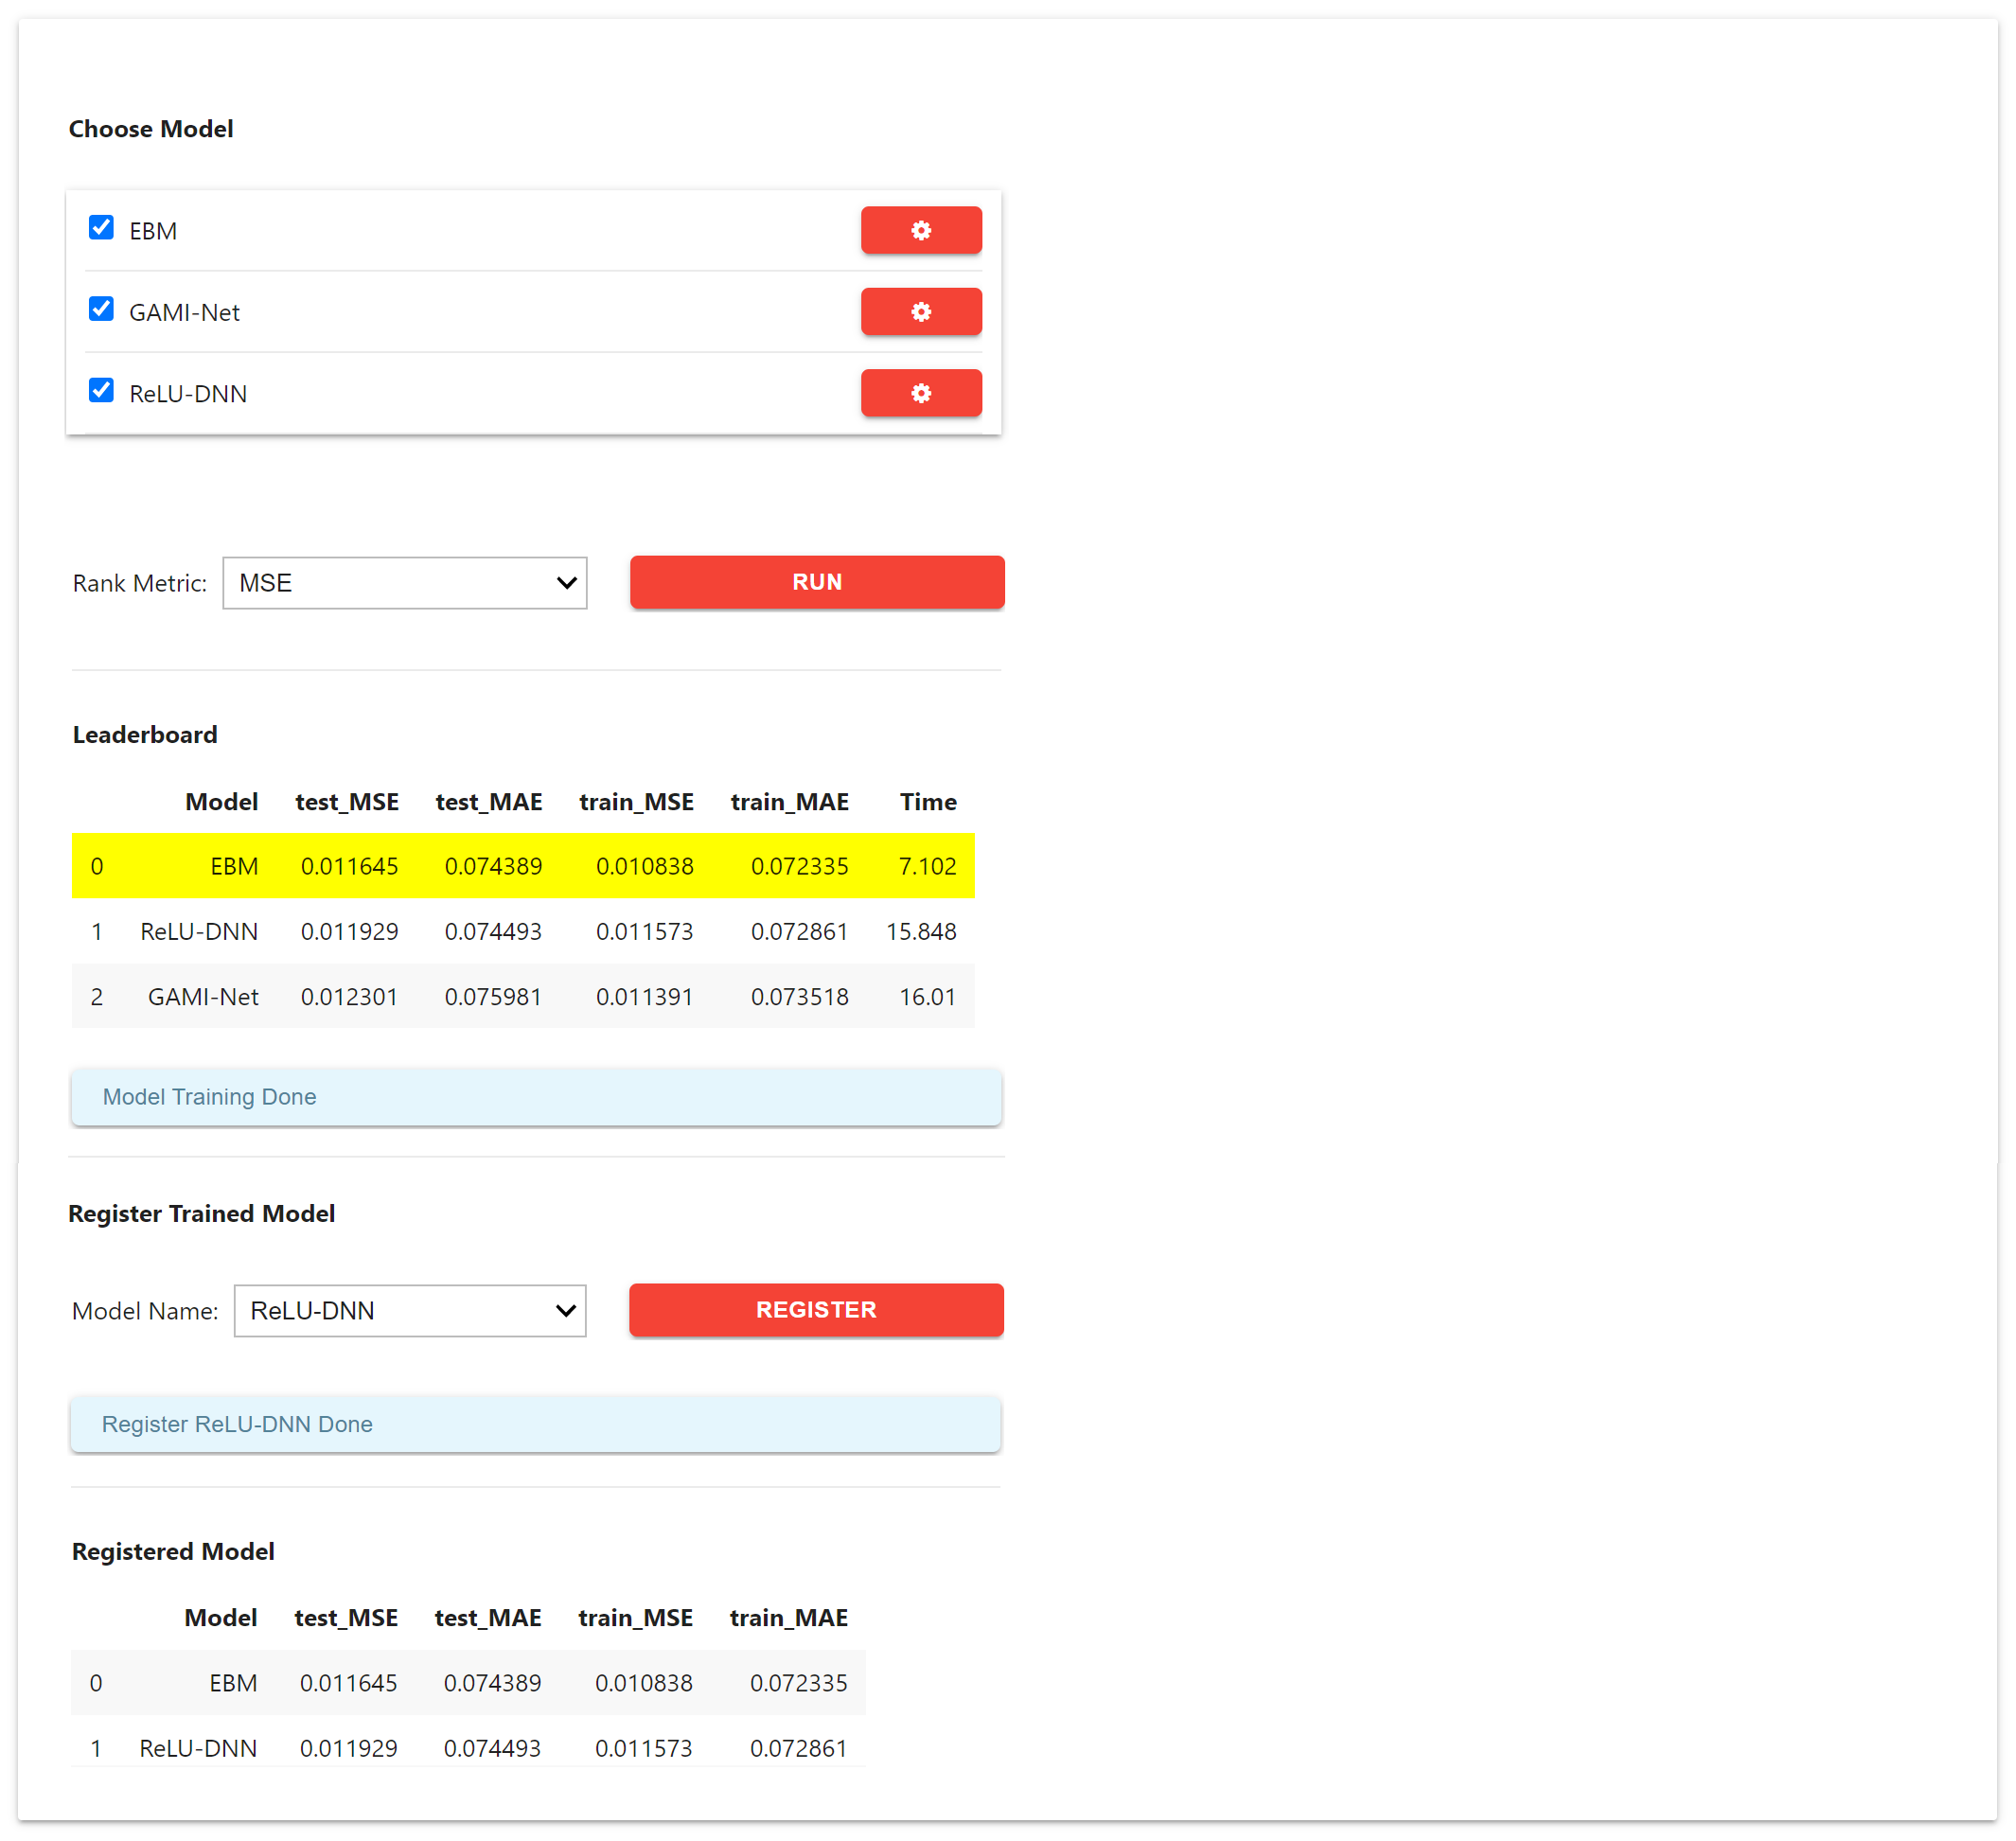 Choose Model
EBM
GAMI-Net
ReLU-DNN
Rank Metric: MSE RUN
Leaderboard
Model test_MSE test_MAE train_MSE train_MAE Time
0 EBM 0.011645 0.074389 0.010838 0.072335 7.102
1 ReLU-DNN 0.011929 0.074493 0.011573 0.072861 15.848
2 GAMI-Net 0.012301 0.075981 0.011391 0.073518 16.01
Model Training Done
Register Trained Model
Model Name: ReLU-DNN REGISTER
Register ReLU-DNN Done
Registered Model
Model test_MSE test_MAE train_MSE train_MAE
0 EBM 0.011645 0.074389 0.010838 0.072335
1 ReLU-DNN 0.011929 0.074493 0.011573 0.072861